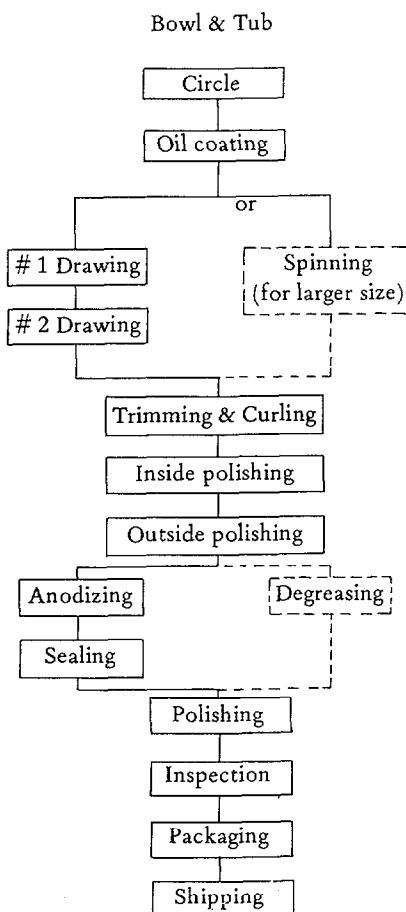 Bowl & Tub
Circle
Oil coating
or
# 1 Drawing
Spinning
(for larger size)
# 2 Drawing
Trimming & Curling
Inside polishing
Outside polishing
Anodizing
Degreasing
Sealing
Polishing
Inspection
Packaging
Shipping